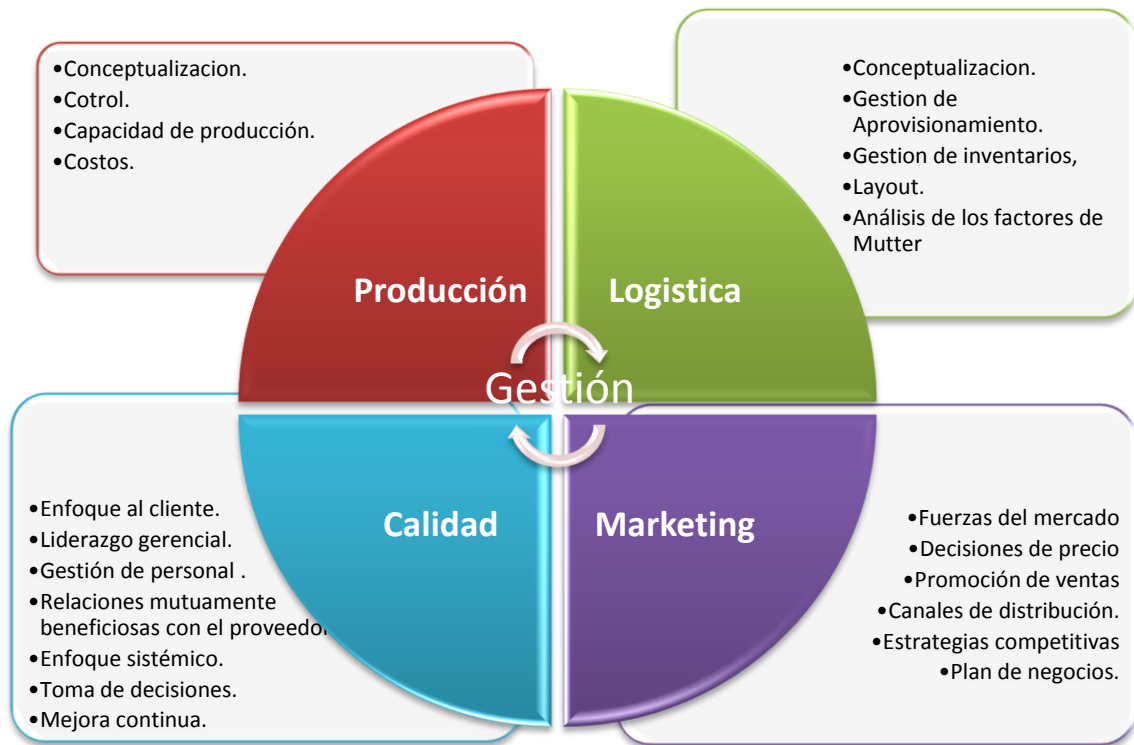 •Conceptualizacion.
•Cotrol.
•Capacidad de producción.
•Costos.
•Conceptualizacion.
•Gestion de
Aprovisionamiento.
•Gestion de inventarios,
•Layout.
•Análisis de los factores de
Mutter
Producción
Logistica
Gestión
Calidad
Marketing
•Enfoque al cliente.
•Liderazgo gerencial.
•Gestión de personal .
•Relaciones mutuamente
beneficiosas con el proveedor
•Enfoque sistémico.
•Toma de decisiones.
•Mejora continua.
•Fuerzas del mercado
•Decisiones de precio
•Promoción de ventas
•Canales de distribución.
•Estrategias competitivas
•Plan de negocios.